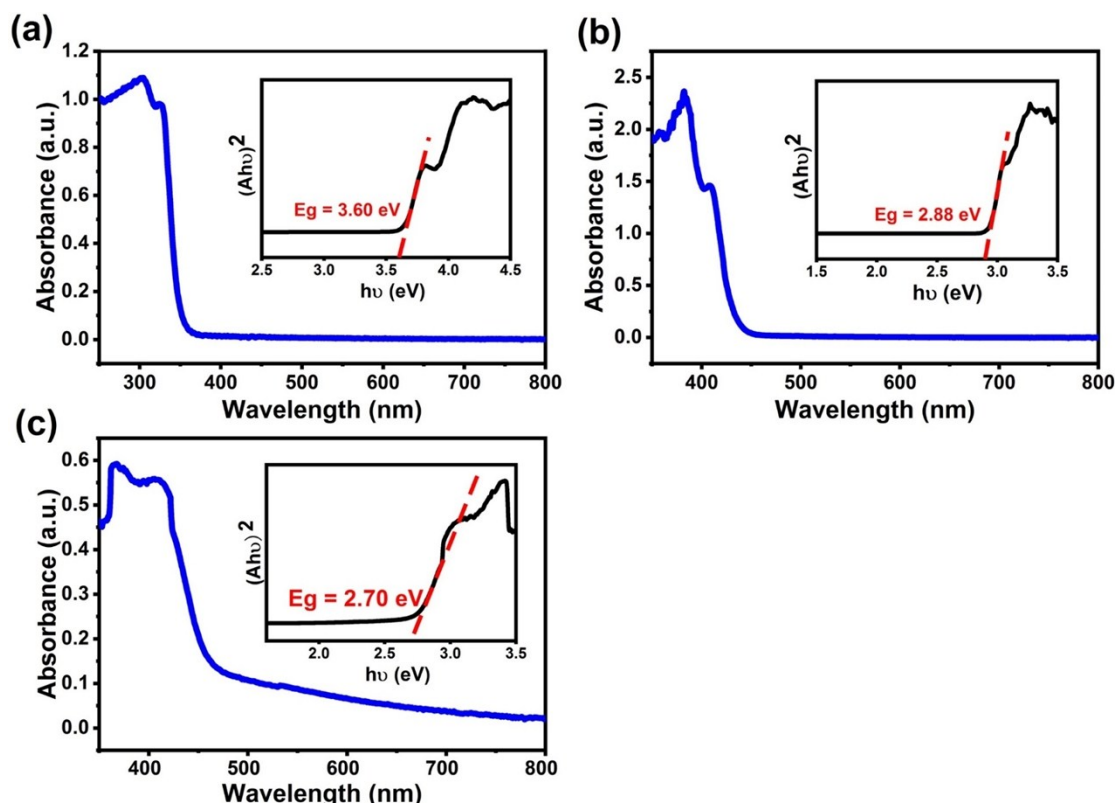 (a)
1.2
1.0
0.8
0.6
0.4
0.2
0.0
Absorbance (a.u.)
300 400 500 600 700 800
Wavelength (nm)
(Ahυ)²
Eg = 3.60 eV
2.5 3.0 3.5 4.0 4.5
hυ (eV)
(b)
2.5
2.0
1.5
1.0
0.5
0.0
Absorbance (a.u.)
400 500 600 700 800
Wavelength (nm)
(Ahυ)²
Eg = 2.88 eV
1.5 2.0 2.5 3.0 3.5
hυ (eV)
(c)
0.6
0.5
0.4
0.3
0.2
0.1
0.0
Absorbance (a.u.)
400 500 600 700 800
Wavelength (nm)
(Ahυ)²
Eg = 2.70 eV
2.0 2.5 3.0 3.5
hυ (eV)